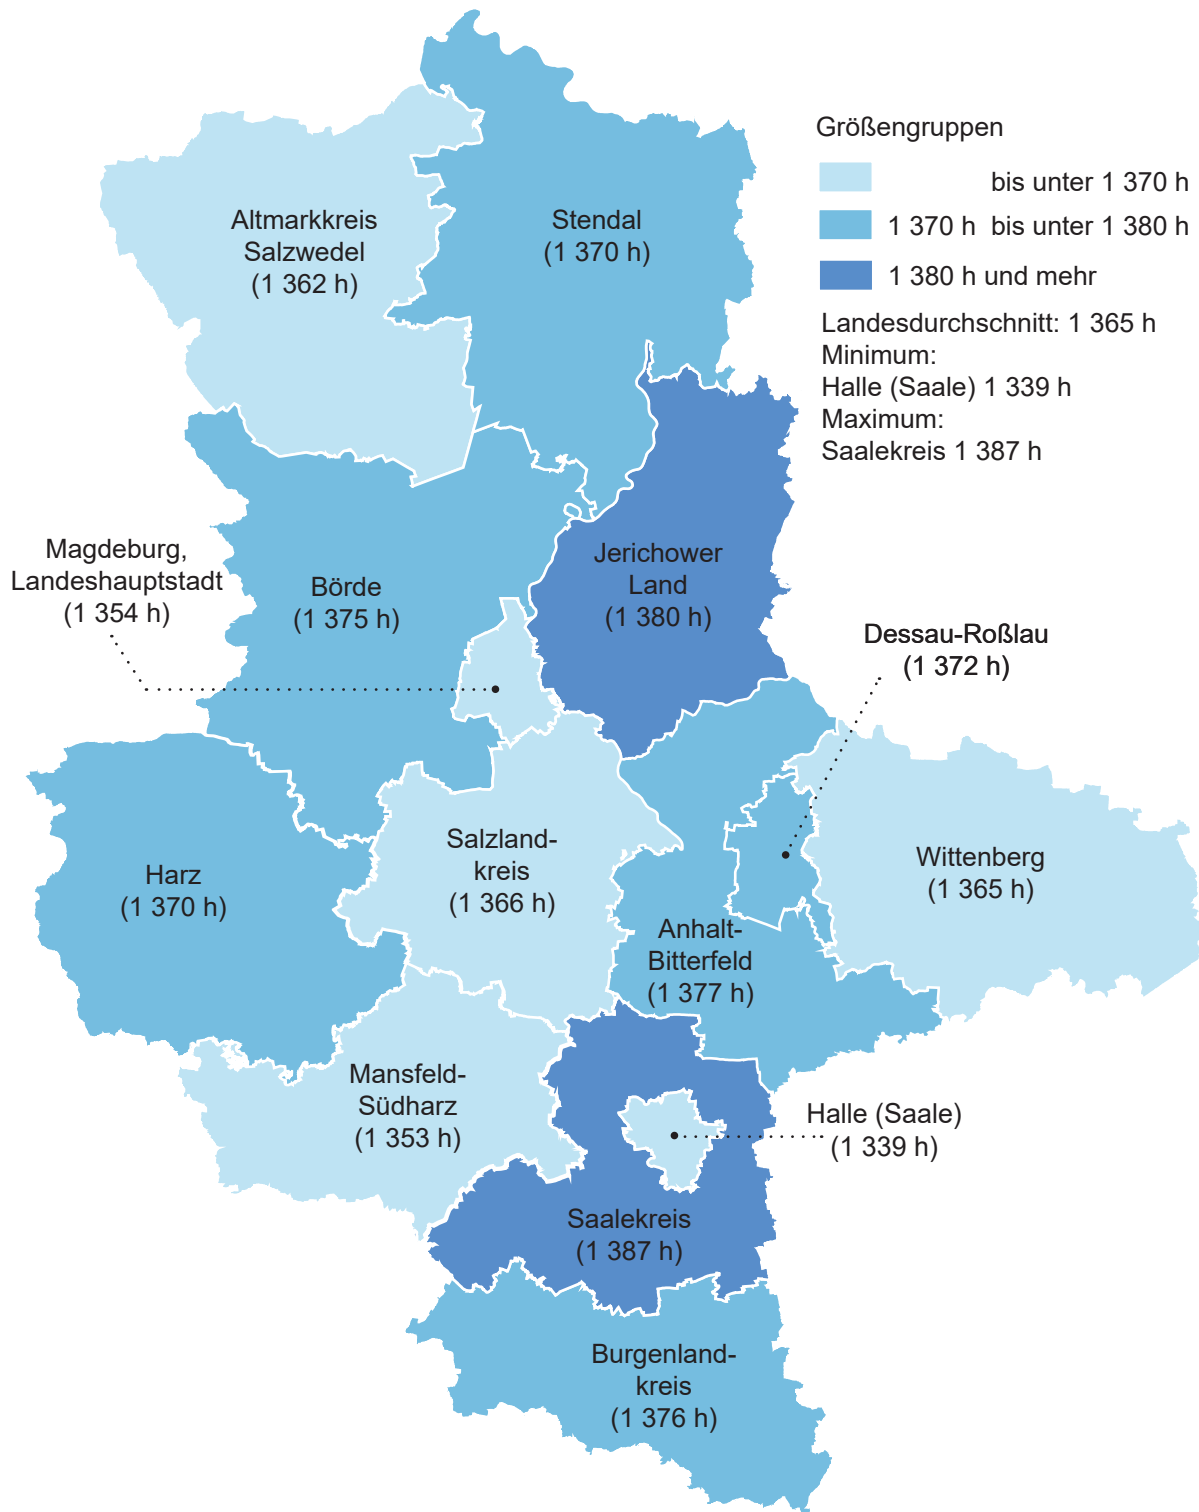 Größengruppen
bis unter 1 370 h
1 370 h bis unter 1 380 h
1 380 h und mehr
Landesdurchschnitt: 1 365 h
Minimum:
Halle (Saale) 1 339 h
Maximum:
Saalekreis 1 387 h
Altmarkkreis
Salzwedel
(1 362 h)
Stendal
(1 370 h)
Magdeburg,
Landeshauptstadt
(1 354 h)
Börde
(1 375 h)
Jerichower
Land
(1 380 h)
Dessau-Roßlau
(1 372 h)
Harz
(1 370 h)
Salzland-
kreis
(1 366 h)
Wittenberg
(1 365 h)
Anhalt-
Bitterfeld
(1 377 h)
Mansfeld-
Südharz
(1 353 h)
Halle (Saale)
(1 339 h)
Saalekreis
(1 387 h)
Burgenland-
kreis
(1 376 h)